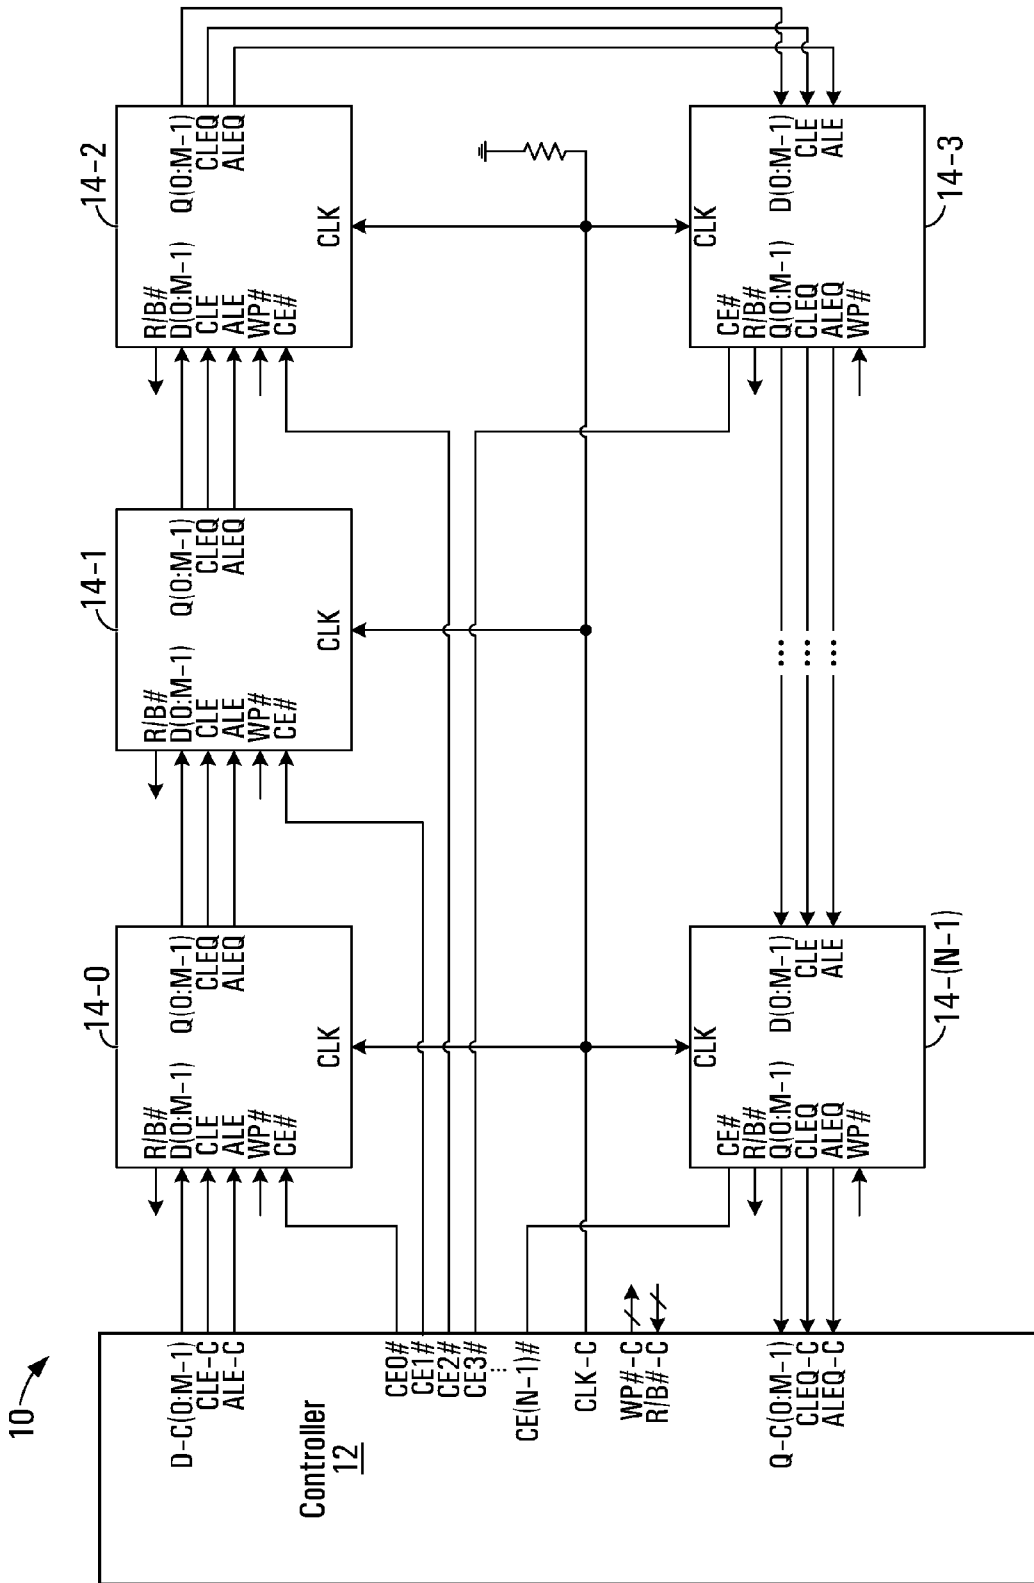 10
D-C(0:M-1)
CLE-C
ALE-C
Controller
12
CE0#
CE1#
CE2#
CE3#
CE(N-1)#
CLK-C
WP#-C
R/B#-C
Q-C(0:M-1)
CLEQ-C
ALEQ-C
14-0
R/B#
D(0:M-1)
CLE
ALE
WP#
CE#
Q(0:M-1)
CLEQ
ALEQ
CLK
14-1
R/B#
D(0:M-1)
CLE
ALE
WP#
CE#
Q(0:M-1)
CLEQ
ALEQ
CLK
14-2
R/B#
D(0:M-1)
CLE
ALE
WP#
CE#
Q(0:M-1)
CLEQ
ALEQ
CLK
14-(N-1)
CLK
CE#
R/B#
Q(0:M-1)
CLEQ
ALEQ
WP#
D(0:M-1)
CLE
ALE
14-3
CLK
CE#
R/B#
Q(0:M-1)
CLEQ
ALEQ
WP#
D(0:M-1)
CLE
ALE